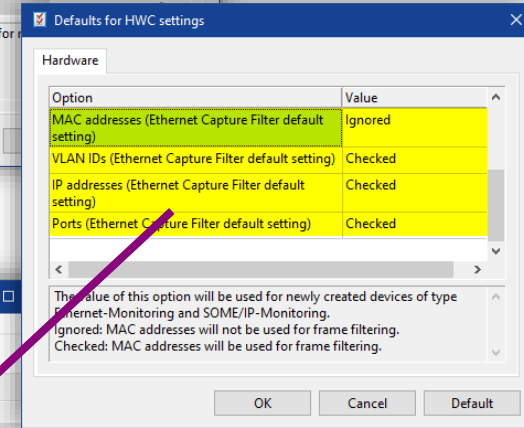 Defaults for HWC settings
for r
Hardware
Option Value
MAC addresses (Ethernet Capture Filter default Ignored
setting)
VLAN IDs (Ethernet Capture Filter default setting) Checked
IP addresses (Ethernet Capture Filter default Checked
setting)
Ports (Ethernet Capture Filter default setting) Checked
The value of this option will be used for newly created devices of type
Ethernet-Monitoring and SOME/IP-Monitoring.
Ignored: MAC addresses will not be used for frame filtering.
Checked: MAC addresses will be used for frame filtering.
OK Cancel Default